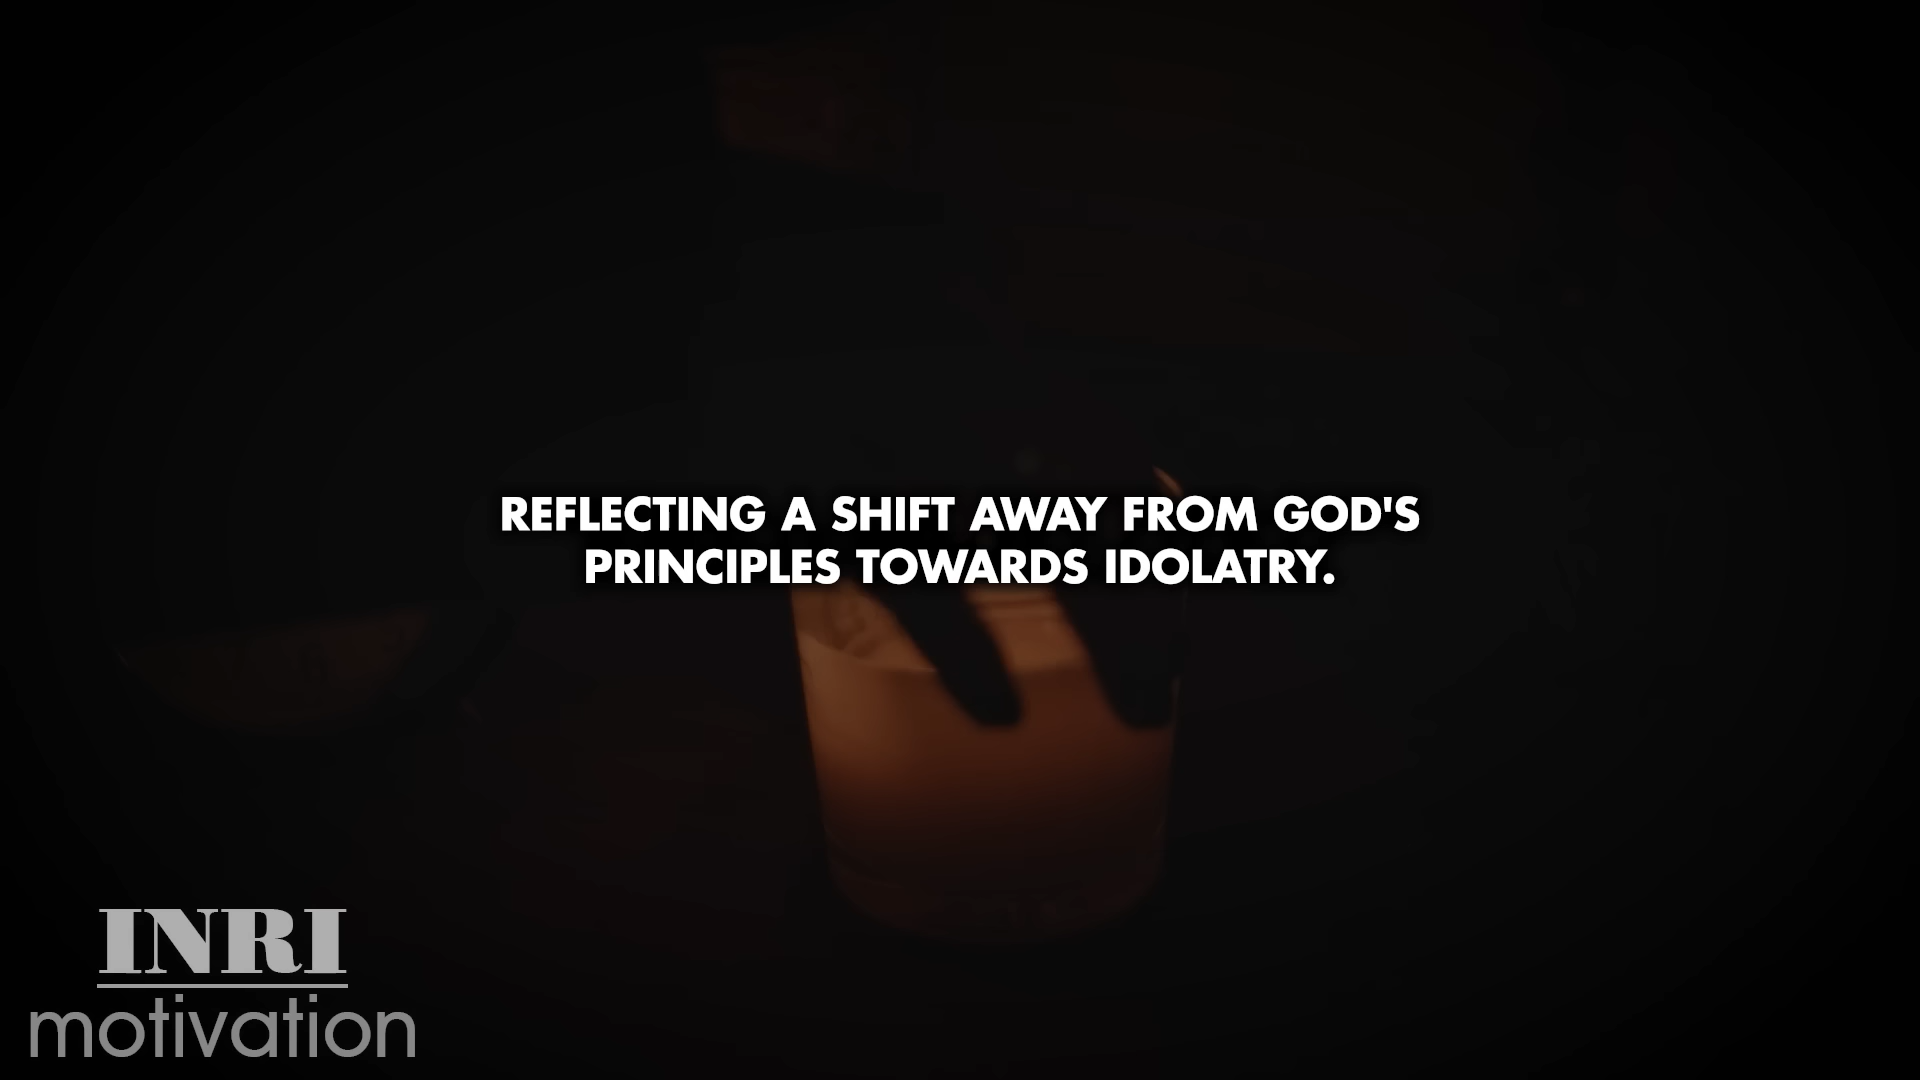 REFLECTING A SHIFT AWAY FROM GOD'S
PRINCIPLES TOWARDS IDOLATRY.
INRI
motivation